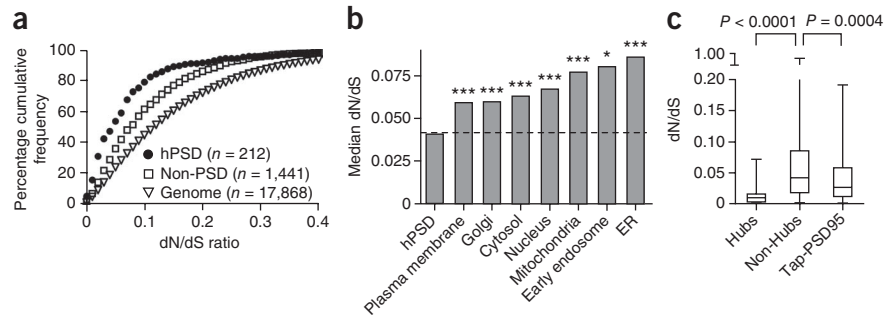 a
100
80
60
40
20
0
Percentage cumulative
frequency
hPSD (n = 212)
Non-PSD (n = 1,441)
Genome (n = 17,868)
0
0.1
0.2
0.3
0.4
dN/dS ratio
b
0.075
0.050
0.025
0
Median dN/dS
***
***
***
***
***
*
***
hPSD
Plasma membrane
Golgi
Cytosol
Nucleus
Mitochondria
Early endosome
ER
c
P < 0.0001 P = 0.0004
1.00
0.20
0.15
0.10
0.05
0
dN/dS
Hubs
Non-Hubs
Tap-PSD95